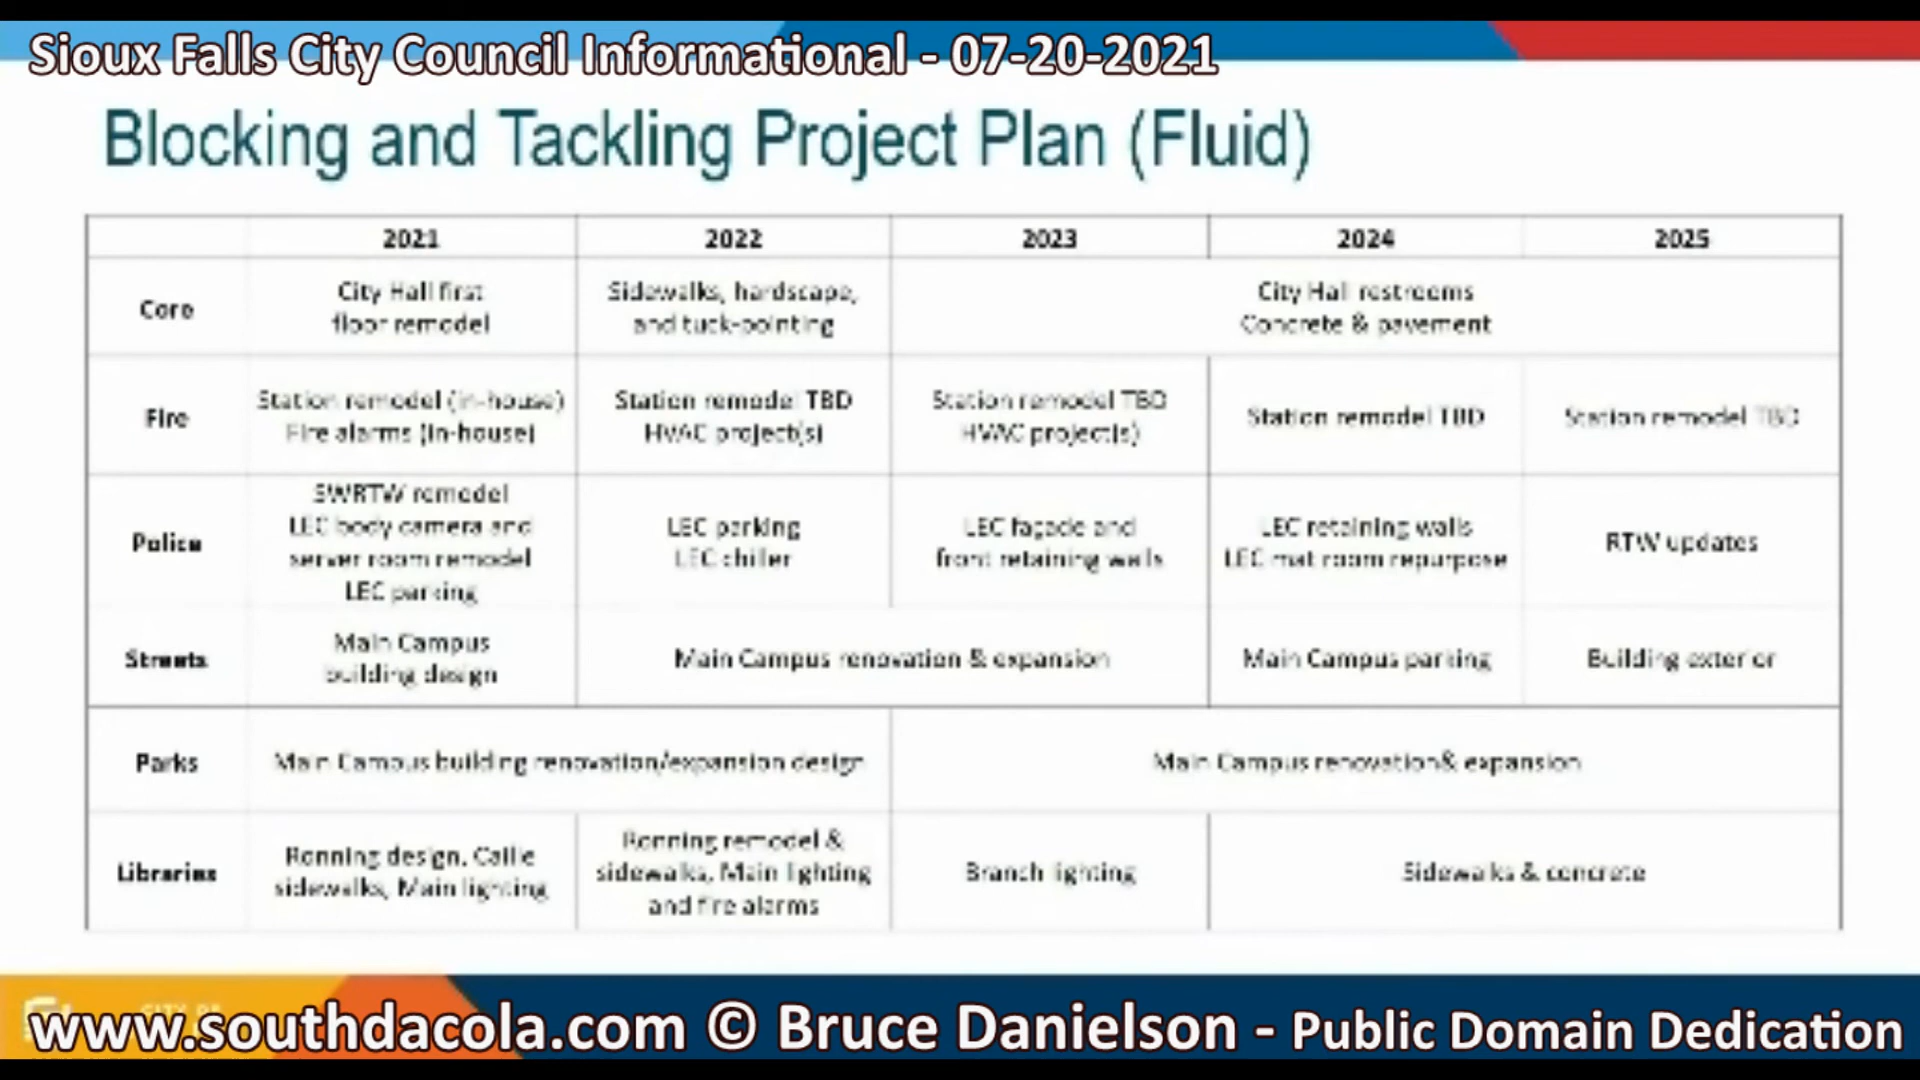 Sioux Falls City Council Informational - 07-20-2021
Blocking and Tackling Project Plan (Fluid)
2021 2022 2023 2024 2025
Core
City Hall first
floor remodel
Sidewalks, hardscape,
and tuck-pointing
City Hall restrooms
Concrete & pavement
Fire
Station remodel (in-house)
Fire alarms (in-house)
Station remodel TBD
HVAC project(s)
Station remodel TBD
HVAC project(s)
Station remodel TBD
Station remodel TBD
Police
SWRTW remodel
LEC body camera and
server room remodel
LEC parking
LEC parking
LEC chiller
LEC façade and
front retaining walls
LEC retaining walls
LEC mat room repurpose
RTW updates
Streets
Main Campus
building design
Main Campus renovation & expansion
Main Campus parking
Building exterior
Parks
Main Campus building renovation/expansion design
Main Campus renovation& expansion
Libraries
Ronning design, Caille
sidewalks, Main lighting
Ronning remodel &
sidewalks, Main lighting
and fire alarms
Branch lighting
Sidewalks & concrete
www.southdacola.com © Bruce Danielson - Public Domain Dedication